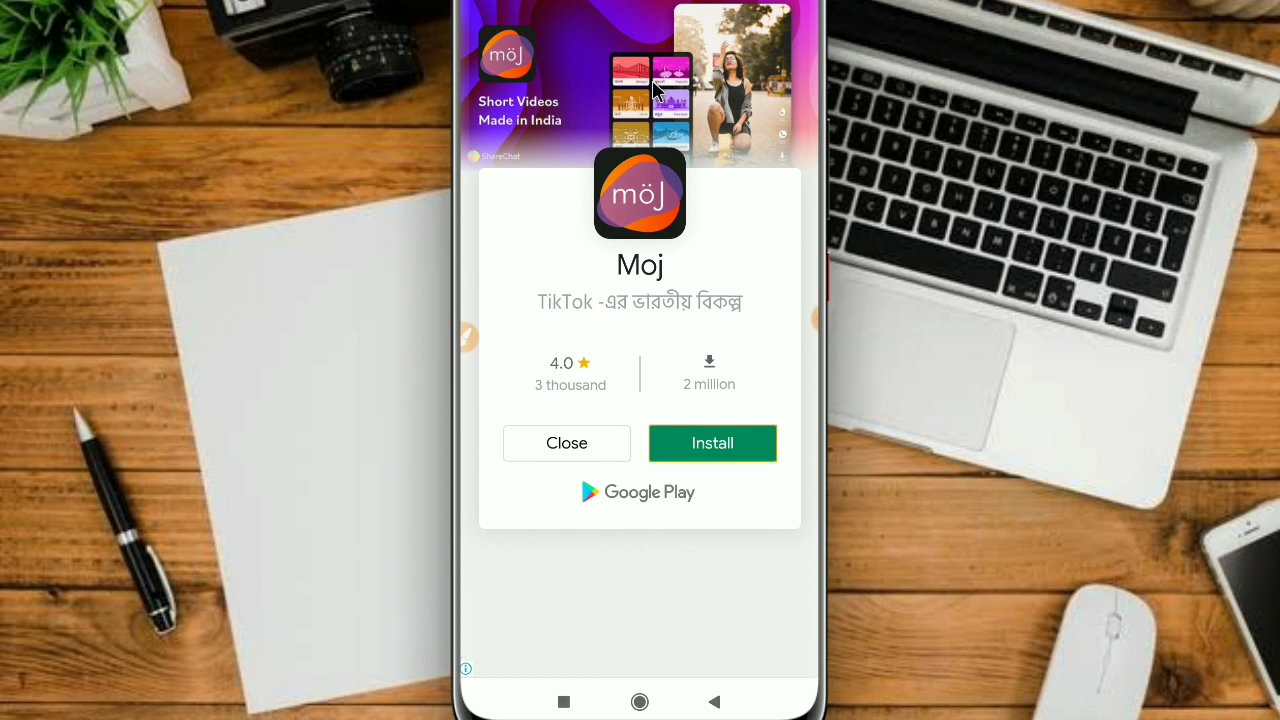 möj
Short Videos
Made in India
ShareChat
möj
Moj
TikTok -এর ভারতীয় বিকল্প
4.0
3 thousand
2 million
Close
Install
Google Play